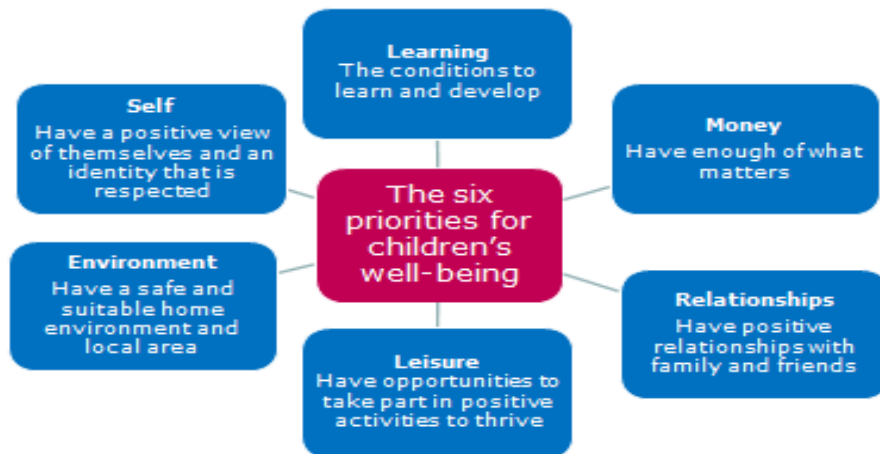 Learning
The conditions to
learn and develop
Self
Have a positive view
of themselves and an
identity that is
respected
Money
Have enough of what
matters
The six
priorities for
children's
well-being
Environment
Have a safe and
suitable home
environment and
local area
Relationships
Have positive
relationships with
family and friends
Leisure
Have opportunities to
take part in positive
activities to thrive